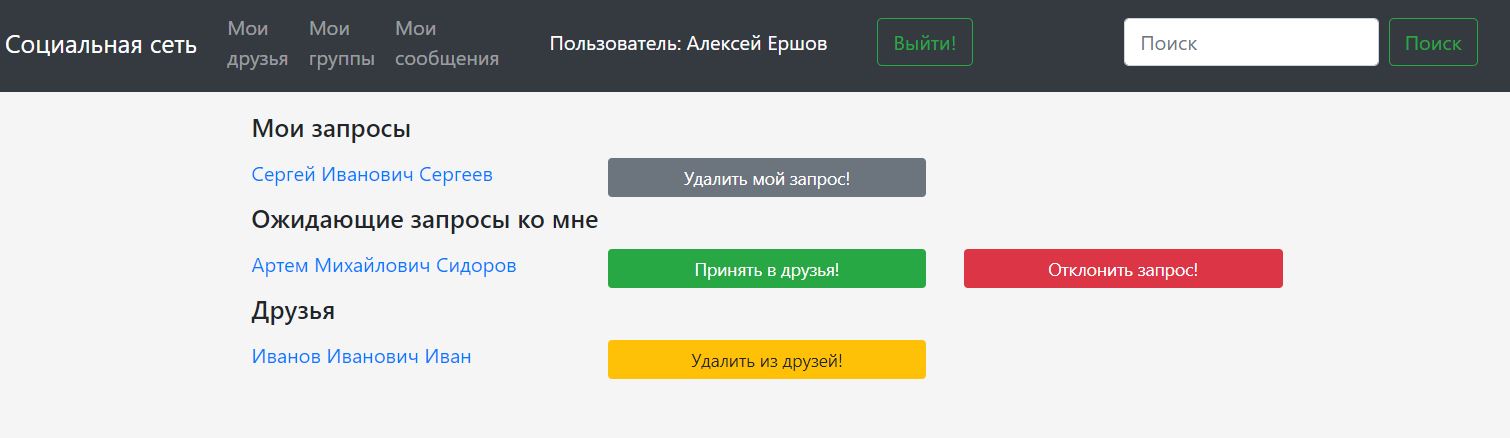 Социальная сеть
Мои друзья
Мои группы
Мои сообщения
Пользователь: Алексей Ершов
Выйти!
Поиск
Поиск
Мои запросы
Сергей Иванович Сергеев
Удалить мой запрос!
Ожидающие запросы ко мне
Артем Михайлович Сидоров
Принять в друзья!
Отклонить запрос!
Друзья
Иванов Иванович Иван
Удалить из друзей!